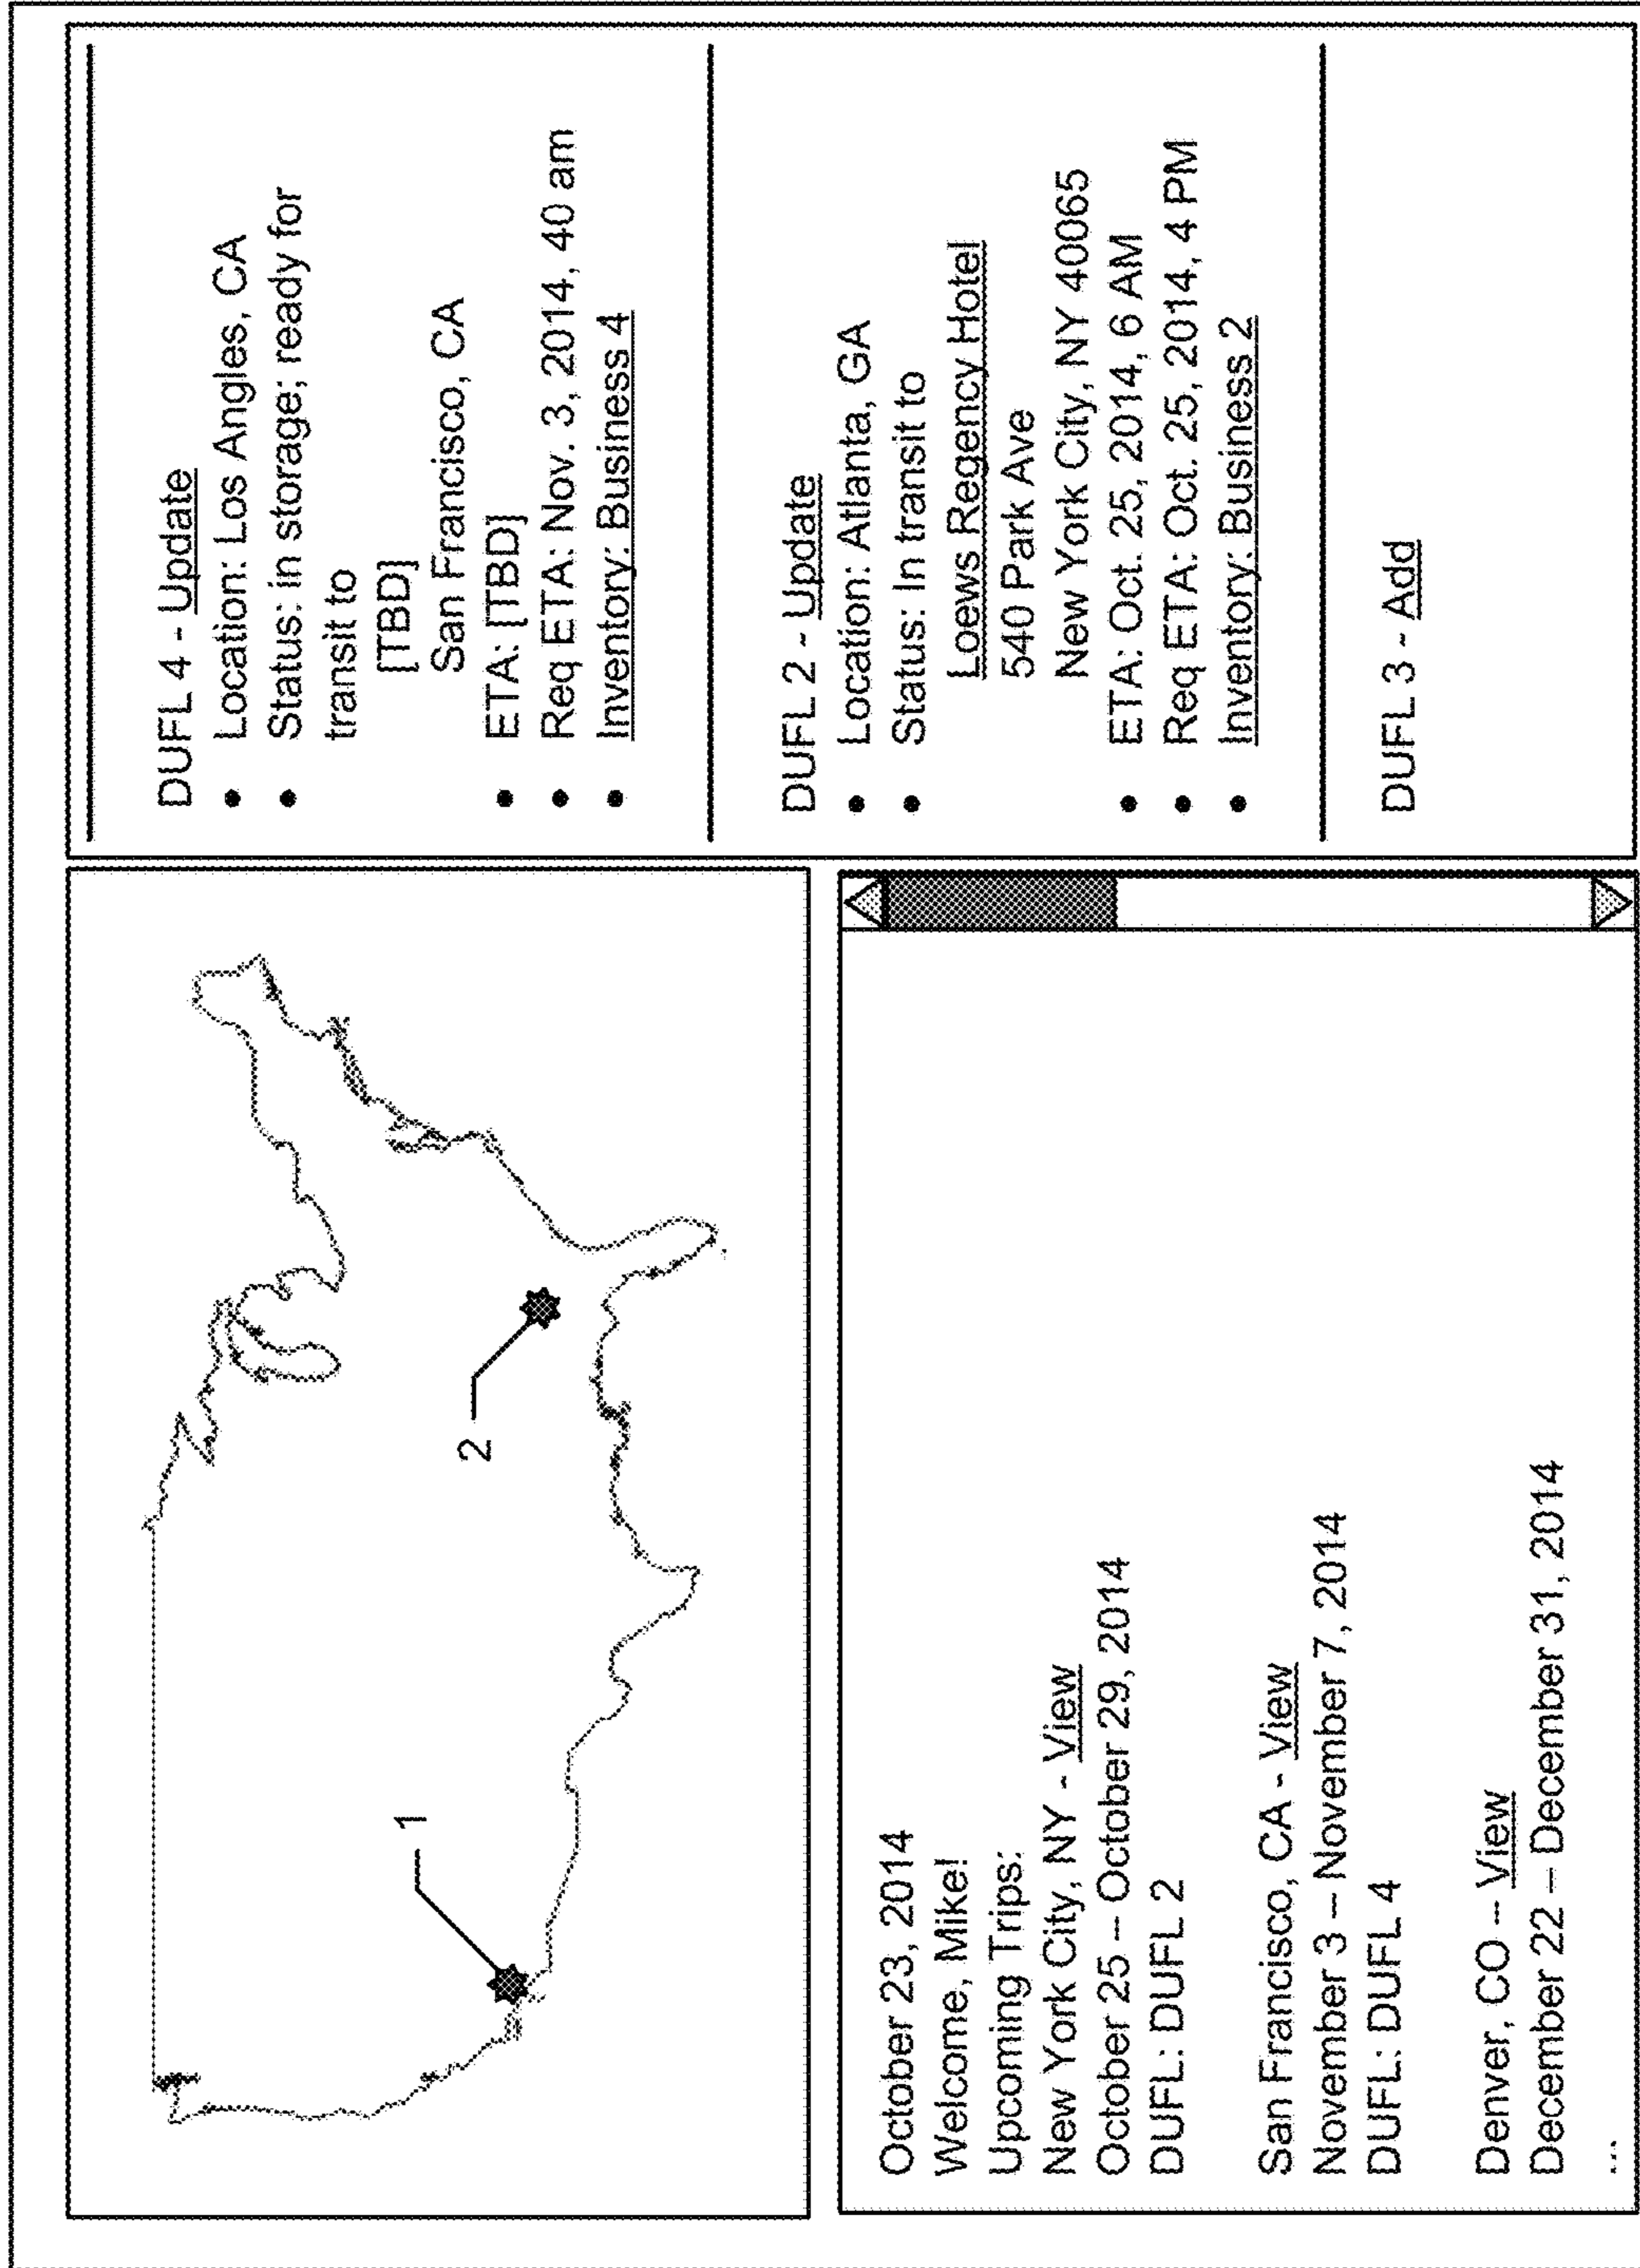 1
2
October 23, 2014
Welcome, Mike!
Upcoming Trips:
New York City, NY - View
October 25 – October 29, 2014
DUFL: DUFL 2
San Francisco, CA - View
November 3 – November 7, 2014
DUFL: DUFL 4
Denver, CO – View
December 22 – December 31, 2014
...
DUFL 4 - Update
• Location: Los Angles, CA
• Status: in storage; ready for
transit to
[TBD]
San Francisco, CA
• ETA: [TBD]
• Req ETA: Nov. 3, 2014, 40 am
• Inventory: Business 4
DUFL 2 - Update
• Location: Atlanta, GA
• Status: In transit to
Loews Regency Hotel
540 Park Ave
New York City, NY 40065
• ETA: Oct. 25, 2014, 6 AM
• Req ETA: Oct. 25, 2014, 4 PM
• Inventory: Business 2
DUFL 3 - Add